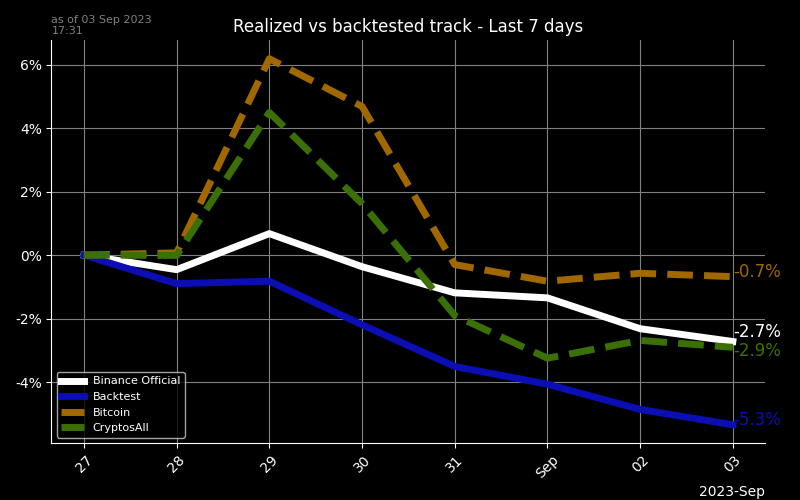 as of 03 Sep 2023
17:31
Realized vs backtested track - Last 7 days
6%
4%
2%
0%
-2%
-4%
-0.7%
-2.7%
-2.9%
-5.3%
Binance Official
Backtest
Bitcoin
CryptosAll
27
28
29
30
31
Sep
02
03
2023-Sep